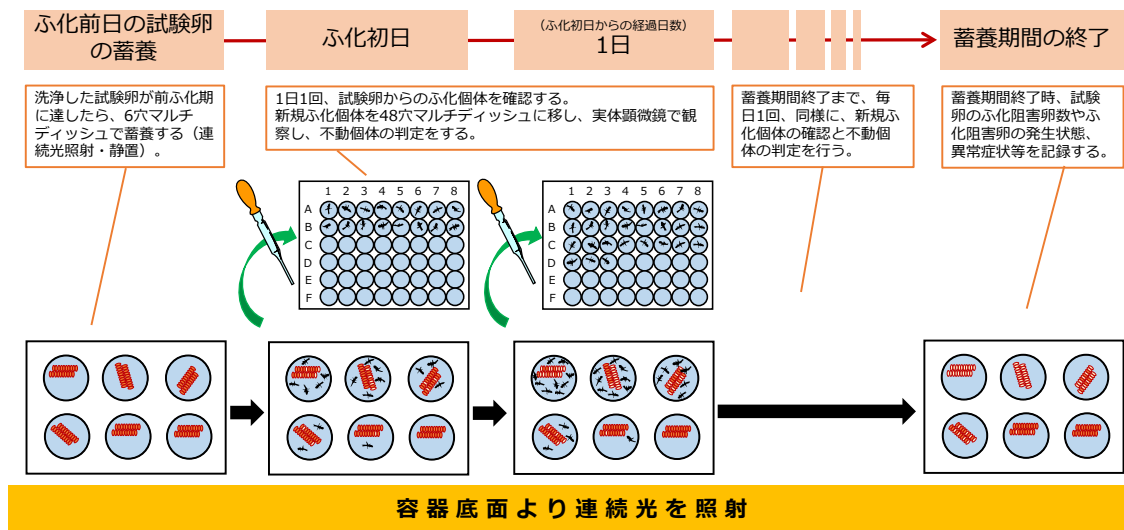 ふ化前日の試験卵
の蓄養
ふ化初日
(ふ化初日からの経過日数)
1日
蓄養期間の終了
洗浄した試験卵が前ふ化期
に達したら、6穴マルチ
ディッシュで蓄養する（連
続光照射・静置）。
1日1回、試験卵からのふ化個体を確認する。
新規ふ化個体を48穴マルチディッシュに移し、実体顕微鏡で観
察し、不動個体の判定をする。
蓄養期間終了まで、毎
日1回、同様に、新規ふ
化個体の確認と不動個
体の判定を行う。
蓄養期間終了時、試験
卵のふ化阻害卵数やふ
化阻害卵の発生状態、
異常症状等を記録する。
1 2 3 4 5 6 7 8
A
B
C
D
E
F
1 2 3 4 5 6 7 8
A
B
C
D
E
F
容器底面より連続光を照射